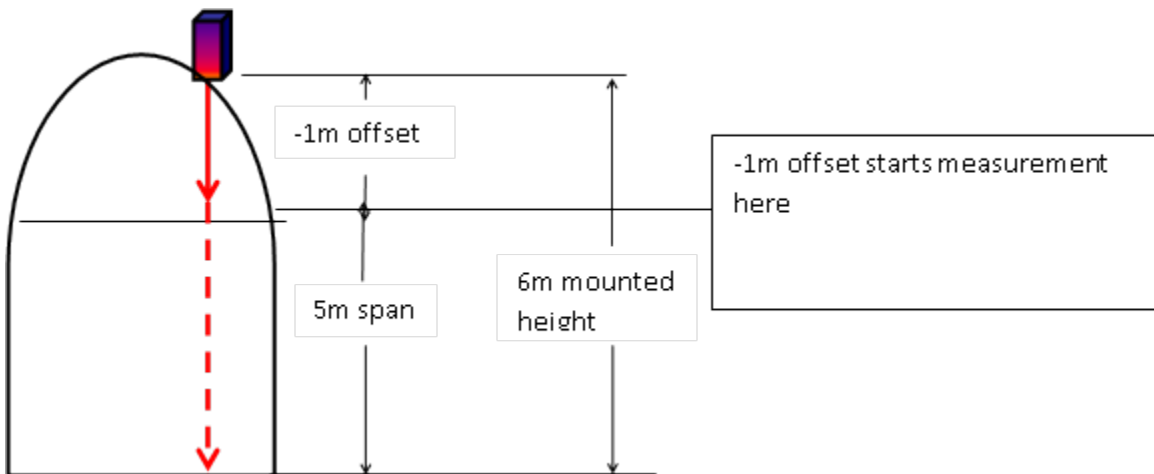 -1m offset
-1m offset starts measurement
here
6m mounted
height
5m span